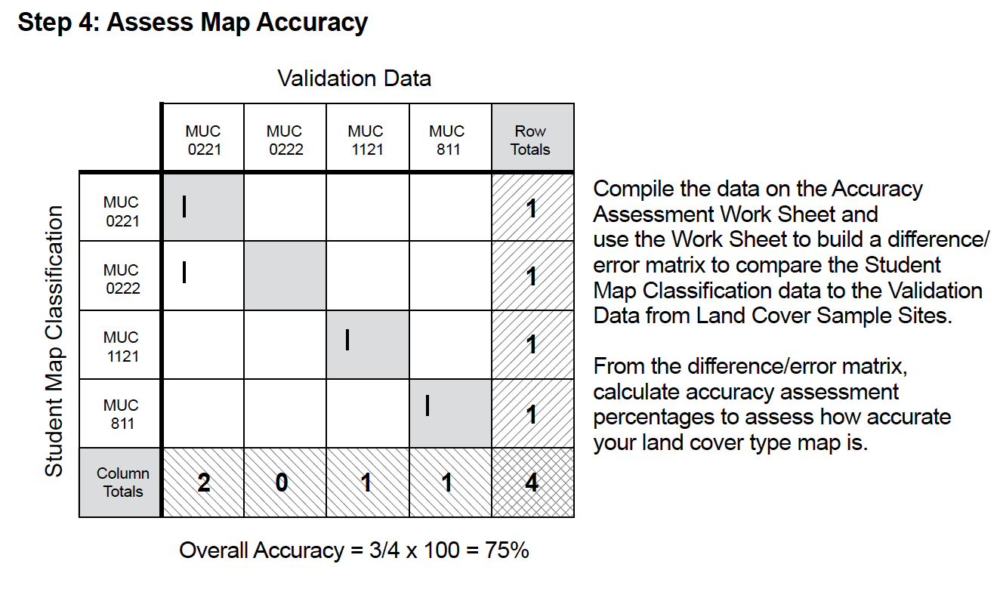 Step 4: Assess Map Accuracy
Validation Data
MUC
0221
MUC
0222
MUC
1121
MUC
811
Row
Totals
Student Map Classification
MUC
0221
I
1
MUC
0222
I
1
MUC
1121
I
1
MUC
811
I
1
Column
Totals
2
0
1
1
4
Overall Accuracy = 3/4 x 100 = 75%
Compile the data on the Accuracy
Assessment Work Sheet and
use the Work Sheet to build a difference/
error matrix to compare the Student
Map Classification data to the Validation
Data from Land Cover Sample Sites.
From the difference/error matrix,
calculate accuracy assessment
percentages to assess how accurate
your land cover type map is.